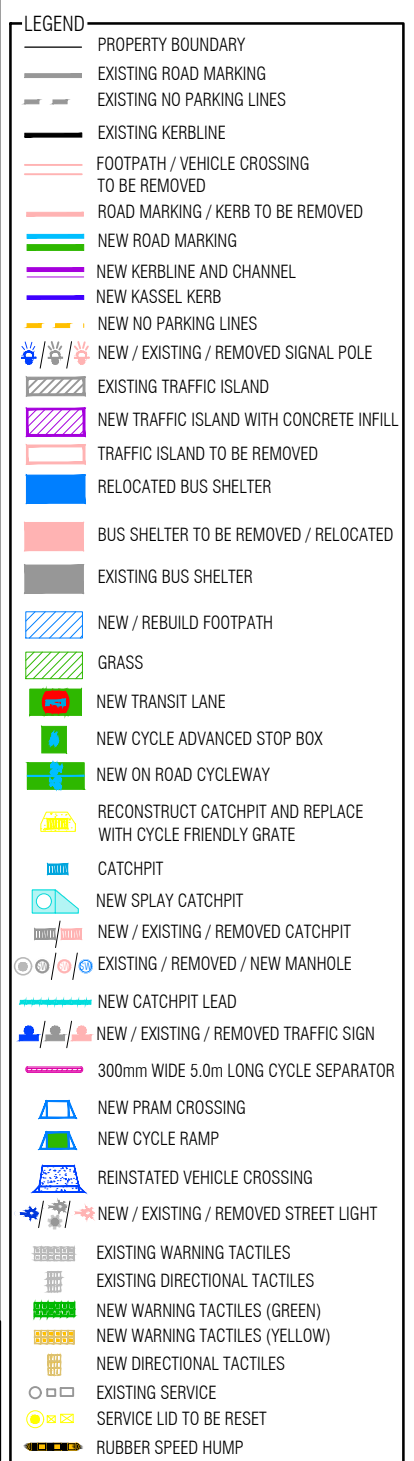 LEGEND
PROPERTY BOUNDARY
EXISTING ROAD MARKING
EXISTING NO PARKING LINES
EXISTING KERBLINE
FOOTPATH / VEHICLE CROSSING
TO BE REMOVED
ROAD MARKING / KERB TO BE REMOVED
NEW ROAD MARKING
NEW KERBLINE AND CHANNEL
NEW KASSEL KERB
NEW NO PARKING LINES
NEW / EXISTING / REMOVED SIGNAL POLE
EXISTING TRAFFIC ISLAND
NEW TRAFFIC ISLAND WITH CONCRETE INFILL
TRAFFIC ISLAND TO BE REMOVED
RELOCATED BUS SHELTER
BUS SHELTER TO BE REMOVED / RELOCATED
EXISTING BUS SHELTER
NEW / REBUILD FOOTPATH
GRASS
NEW TRANSIT LANE
NEW CYCLE ADVANCED STOP BOX
NEW ON ROAD CYCLEWAY
RECONSTRUCT CATCHPIT AND REPLACE
WITH CYCLE FRIENDLY GRATE
CATCHPIT
NEW SPLAY CATCHPIT
NEW / EXISTING / REMOVED CATCHPIT
EXISTING / REMOVED / NEW MANHOLE
NEW CATCHPIT LEAD
NEW / EXISTING / REMOVED TRAFFIC SIGN
300mm WIDE 5.0m LONG CYCLE SEPARATOR
NEW PRAM CROSSING
NEW CYCLE RAMP
REINSTATED VEHICLE CROSSING
NEW / EXISTING / REMOVED STREET LIGHT
EXISTING WARNING TACTILES
EXISTING DIRECTIONAL TACTILES
NEW WARNING TACTILES (GREEN)
NEW WARNING TACTILES (YELLOW)
NEW DIRECTIONAL TACTILES
EXISTING SERVICE
SERVICE LID TO BE RESET
RUBBER SPEED HUMP